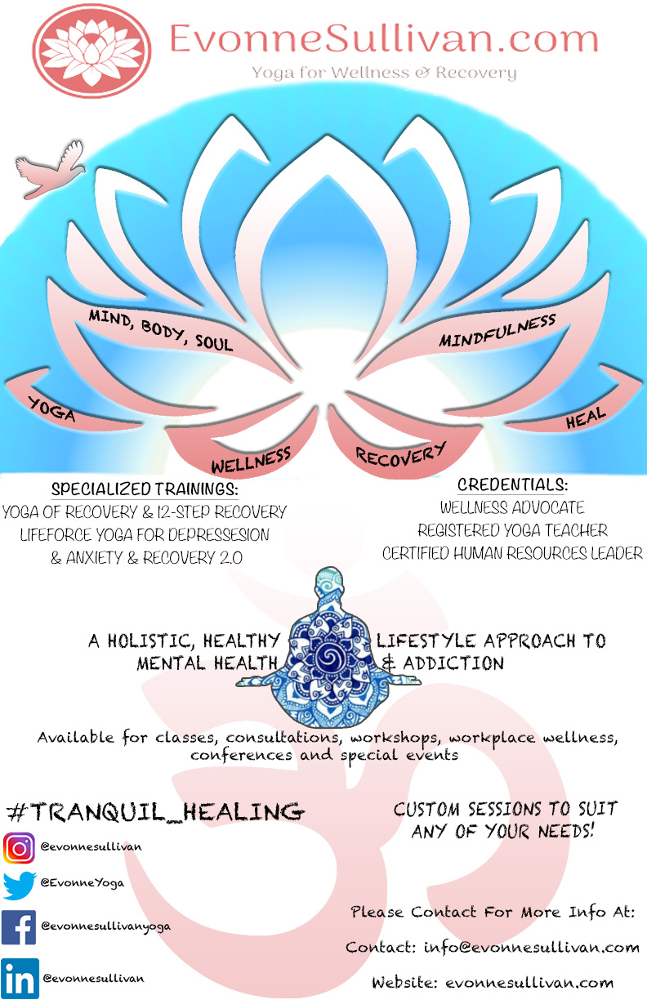 EvonneSullivan.com
Yoga for Wellness & Recovery
MIND, BODY, SOUL
MINDFULNESS
YOGA
HEAL
WELLNESS
RECOVERY
SPECIALIZED TRAININGS:
YOGA OF RECOVERY & 12-STEP RECOVERY
LIFEFORCE YOGA FOR DEPRESSESION
& ANXIETY & RECOVERY 2.0
CREDENTIALS:
WELLNESS ADVOCATE
REGISTERED YOGA TEACHER
CERTIFIED HUMAN RESOURCES LEADER
A HOLISTIC, HEALTHY LIFESTYLE APPROACH TO
MENTAL HEALTH & ADDICTION
Available for classes, consultations, workshops, workplace wellness,
conferences and special events
#TRANQUIL_HEALING
@evonnesullivan
@EvonneYoga
@evonnesullivanyoga
in @evonnesullivan
CUSTOM SESSIONS TO SUIT
ANY OF YOUR NEEDS!
Please Contact For More Info At:
Contact: info@evonnesullivan.com
Website: evonnesullivan.com